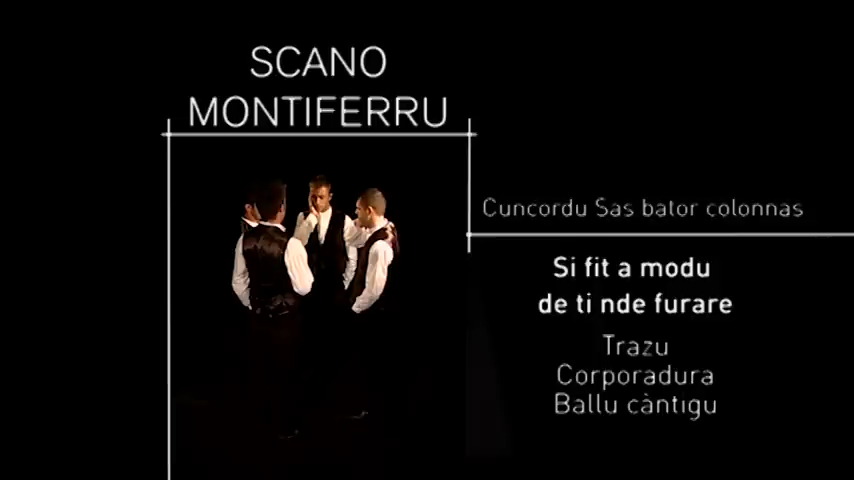 SCANO
MONTIFERRU
Cuncordu Sas bator colonnas
Si fit a modu
de ti nde furare
Trazu
Corporadura
Ballu càntigu